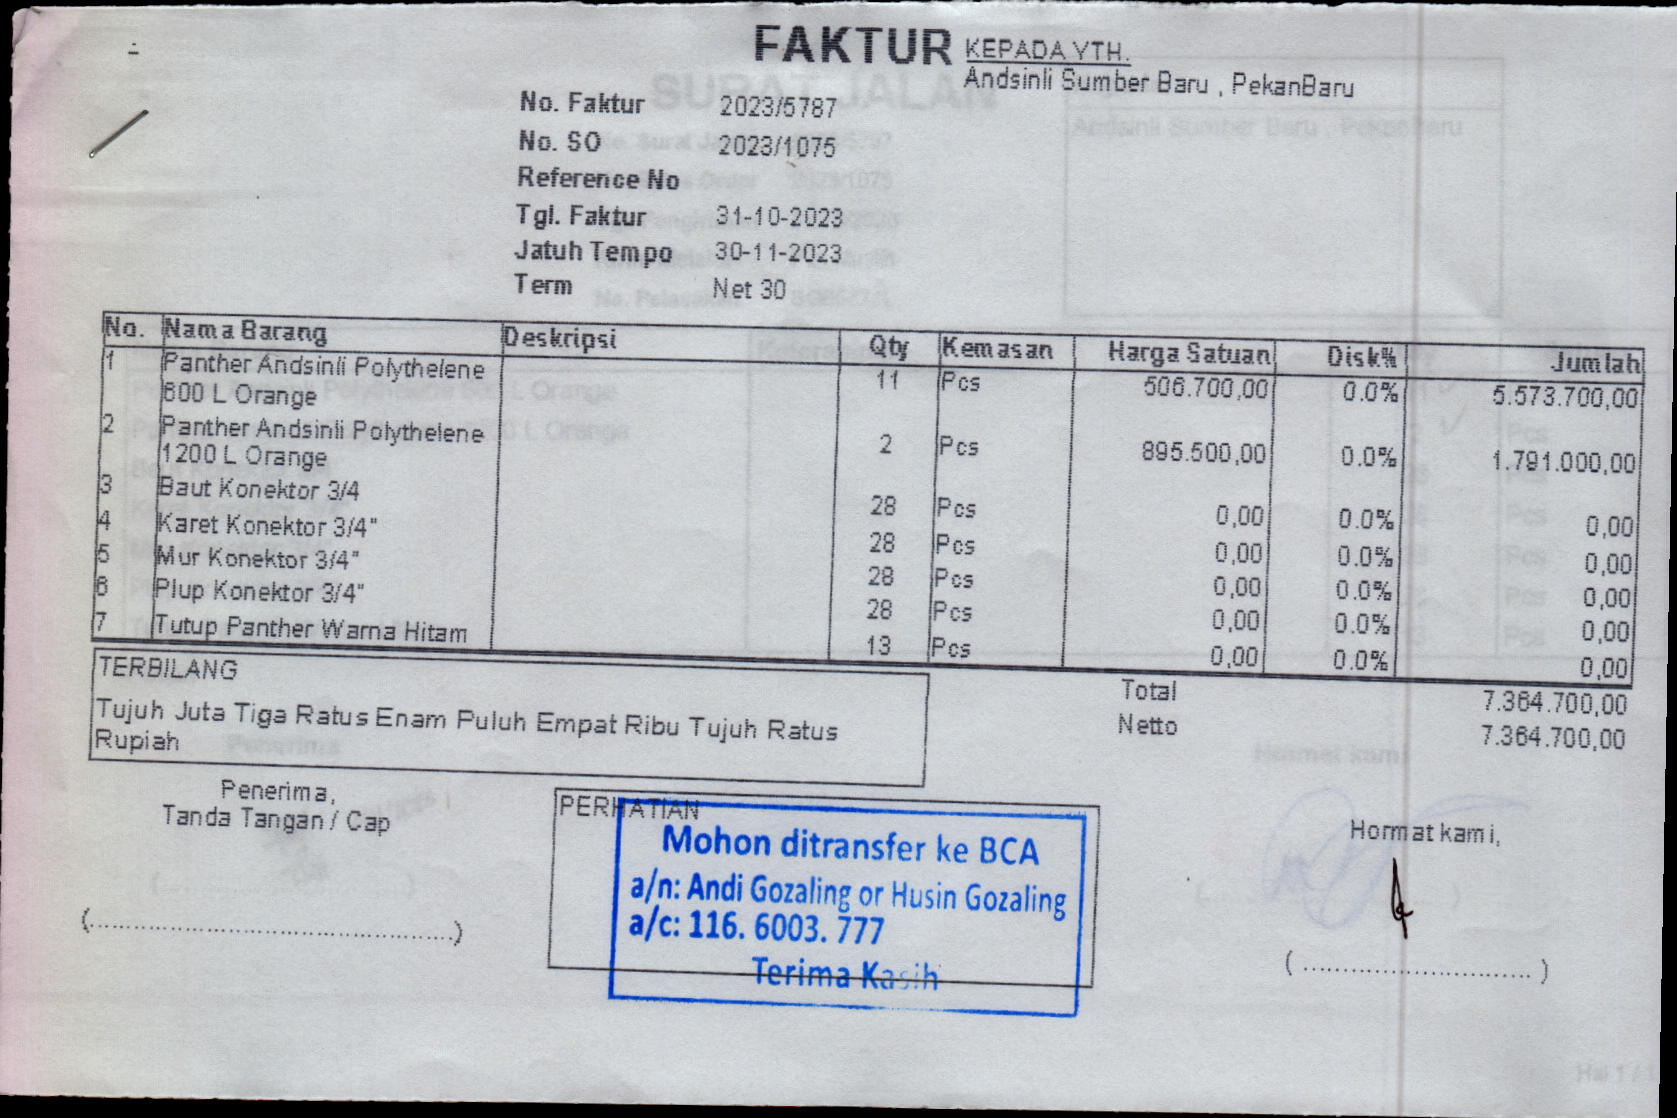 FAKTUR
KEPADA YTH.
Andsinli Sumber Baru , PekanBaru
No. Faktur 2023/5787
No. SO 2023/1075
Reference No
Tgl. Faktur 31-10-2023
Jatuh Tempo 30-11-2023
Term Net 30
No. Nama Barang Deskripsi Qty Kemasan Harga Satuan Disk% Jumlah
1 Panther Andsinli Polythelene 11 Pcs 506.700,00 0.0% 5.573.700,00
600 L Orange
2 Panther Andsinli Polythelene 2 Pcs 895.500,00 0.0% 1.791.000,00
1200 L Orange
3 Baut Konektor 3/4 28 Pcs 0,00 0.0% 0,00
4 Karet Konektor 3/4" 28 Pcs 0,00 0.0% 0,00
5 Mur Konektor 3/4" 28 Pcs 0,00 0.0% 0,00
6 Plup Konektor 3/4" 28 Pcs 0,00 0.0% 0,00
7 Tutup Panther Warna Hitam 13 Pcs 0,00 0.0% 0,00
TERBILANG
Tujuh Juta Tiga Ratus Enam Puluh Empat Ribu Tujuh Ratus
Rupiah
Total 7.364.700,00
Netto 7.364.700,00
Penerima,
Tanda Tangan / Cap
(................................................)
PERHATIAN
Mohon ditransfer ke BCA
a/n: Andi Gozaling or Husin Gozaling
a/c: 116. 6003. 777
Terima Kasih
Hormat kami,
( ............................. )